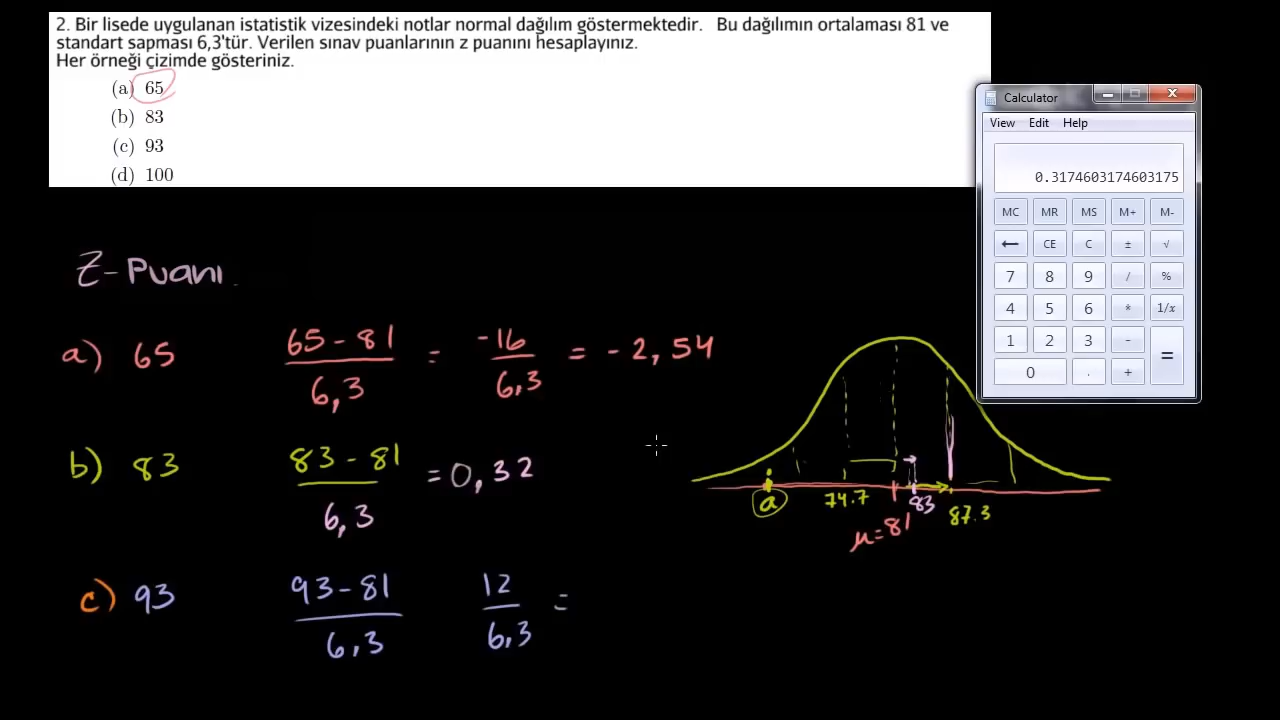 2. Bir lisede uygulanan istatistik vizesindeki notlar normal dağılım göstermektedir. Bu dağılımın ortalaması 81 ve
standart sapması 6,3'tür. Verilen sınav puanlarının z puanını hesaplayınız.
Her örneği çizimde gösteriniz.
(a) 65
(b) 83
(c) 93
(d) 100
Calculator
View Edit Help
0.3174603174603175
MC MR MS M+ M-
← CE C ± √
7 8 9 / %
4 5 6 * 1/x
1 2 3 - =
0 . +
Z-Puanı.
a) 65 65-81/6,3 = -16/6,3 = -2,54
b) 83 83-81/6,3 = 0,32
c) 93 93-81/6,3 12/6,3 =
a 74.7 83 87.3
μ=81